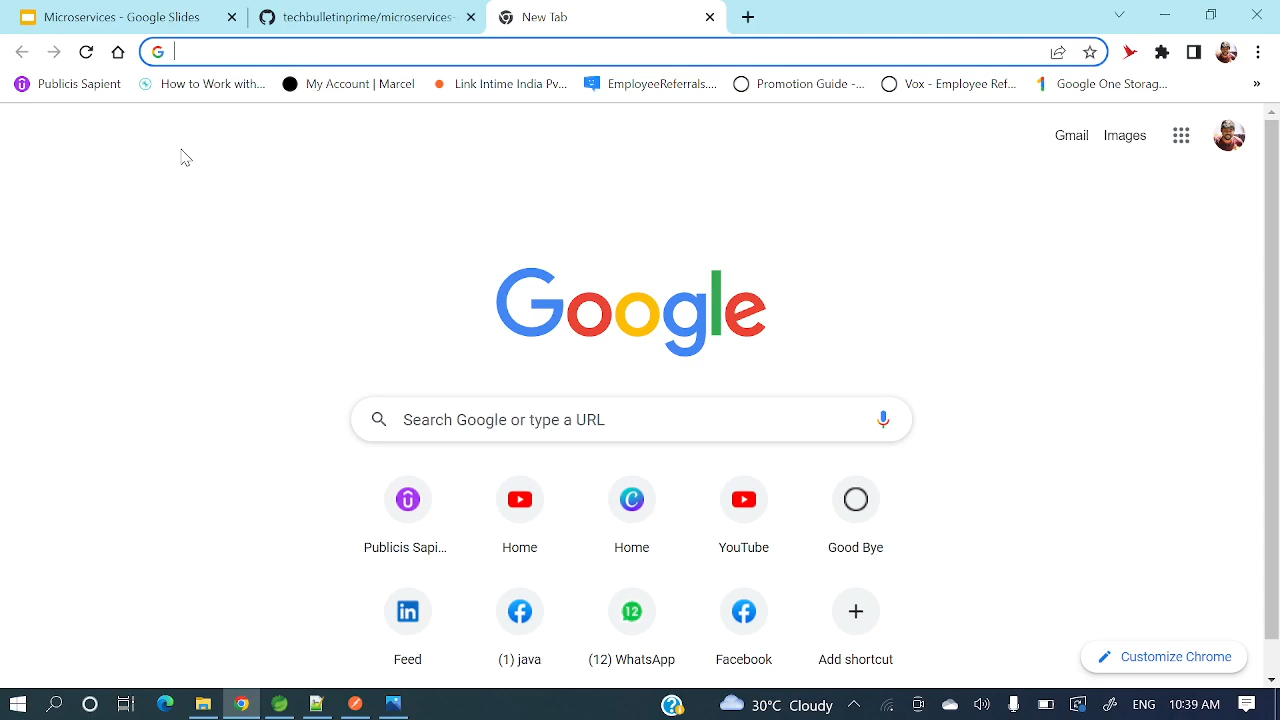 Microservices - Google Slides
techbulletinprime/microservices-
New Tab
Publicis Sapient
How to Work with...
My Account | Marcel
Link Intime India Pv...
EmployeeReferrals....
Promotion Guide -...
Vox - Employee Ref...
Google One Storag...
»
Gmail
Images
Google
Search Google or type a URL
Publicis Sapi...
Home
Home
YouTube
Good Bye
12
Feed
(1) java
(12) WhatsApp
Facebook
Add shortcut
Customize Chrome
30°C Cloudy
ENG
10:39 AM